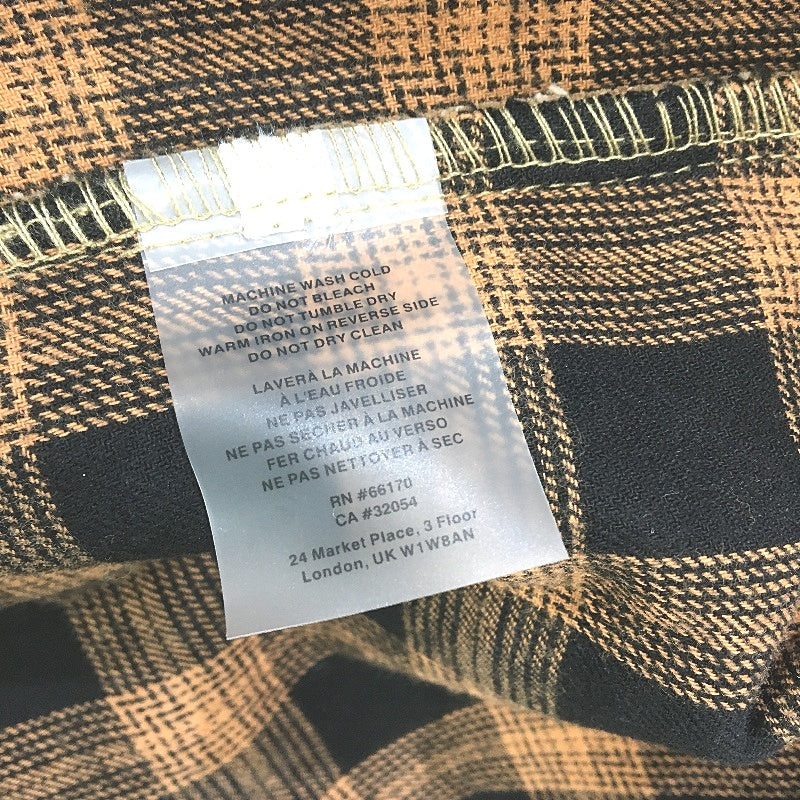 MACHINE WASH COLD
DO NOT BLEACH
DO NOT TUMBLE DRY
WARM IRON ON REVERSE SIDE
DO NOT DRY CLEAN
LAVERÀ LA MACHINE
À L'EAU FROIDE
NE PAS JAVELLISER
NE PAS SECHER À LA MACHINE
FER CHAUD AU VERSO
NE PAS NETTOYER À SEC
RN #66170
CA #32054
24 Market Place, 3 Floor
London, UK W1W8AN